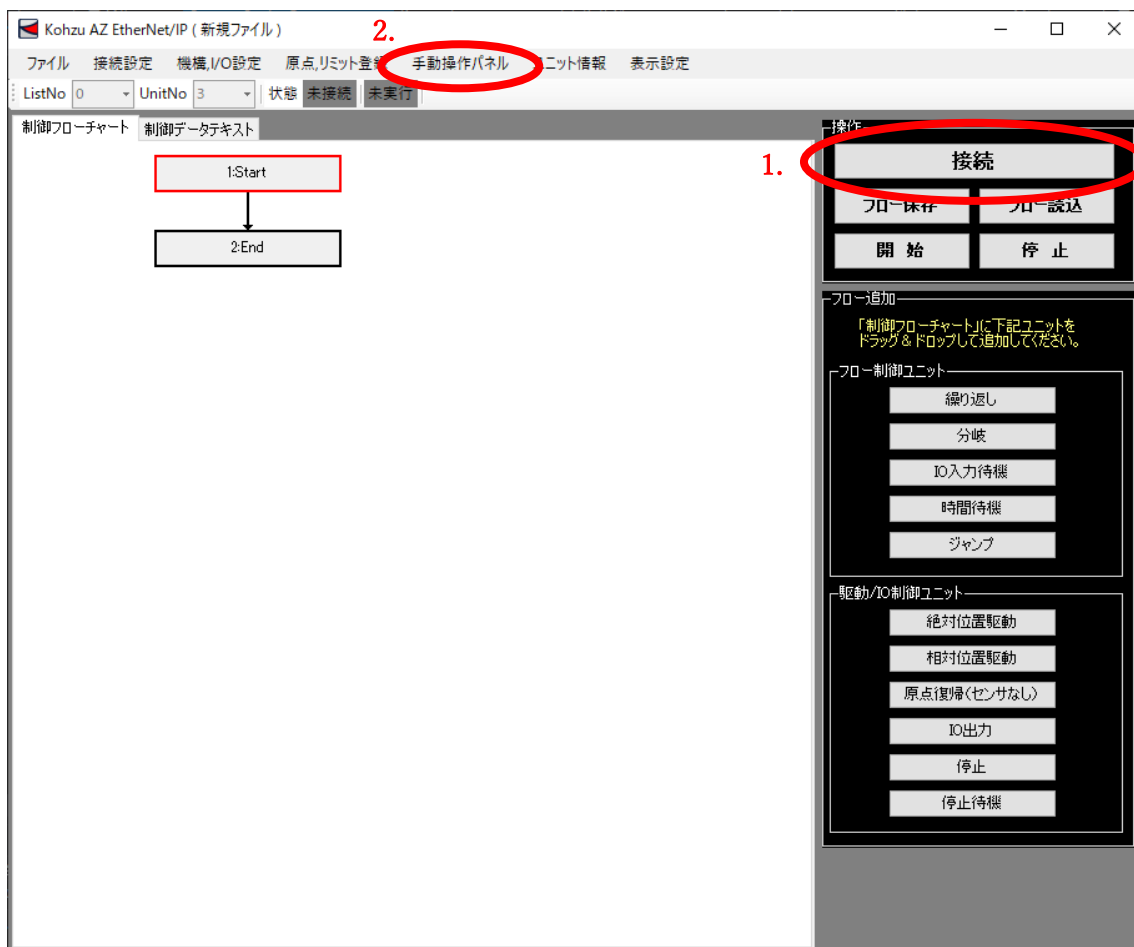 Kohzu AZ EtherNet/IP ( 新規ファイル )
2.
ファイル 接続設定 機構,I/O設定 原点,リミット登録 手動操作パネル ユニット情報 表示設定
ListNo 0 UnitNo 3 状態 未接続 未実行
制御フローチャート 制御データテキスト
1:Start
2:End
操作
1.
接続
フロー保存 フロー読込
開 始 停 止
フロー追加
「制御フローチャート」に下記ユニットを
ドラッグ & ドロップして追加してください。
フロー制御ユニット
繰り返し
分岐
IO入力待機
時間待機
ジャンプ
駆動/IO制御ユニット
絶対位置駆動
相対位置駆動
原点復帰(センサなし)
IO出力
停止
停止待機